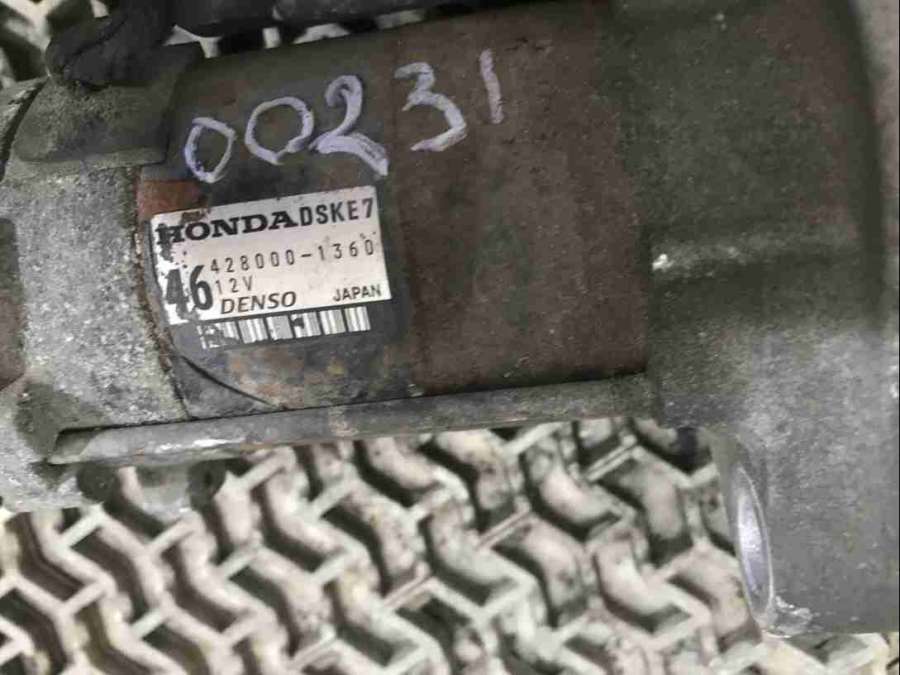 00231
HONDA DSKE7
428000-1360
46 12V
DENSO JAPAN